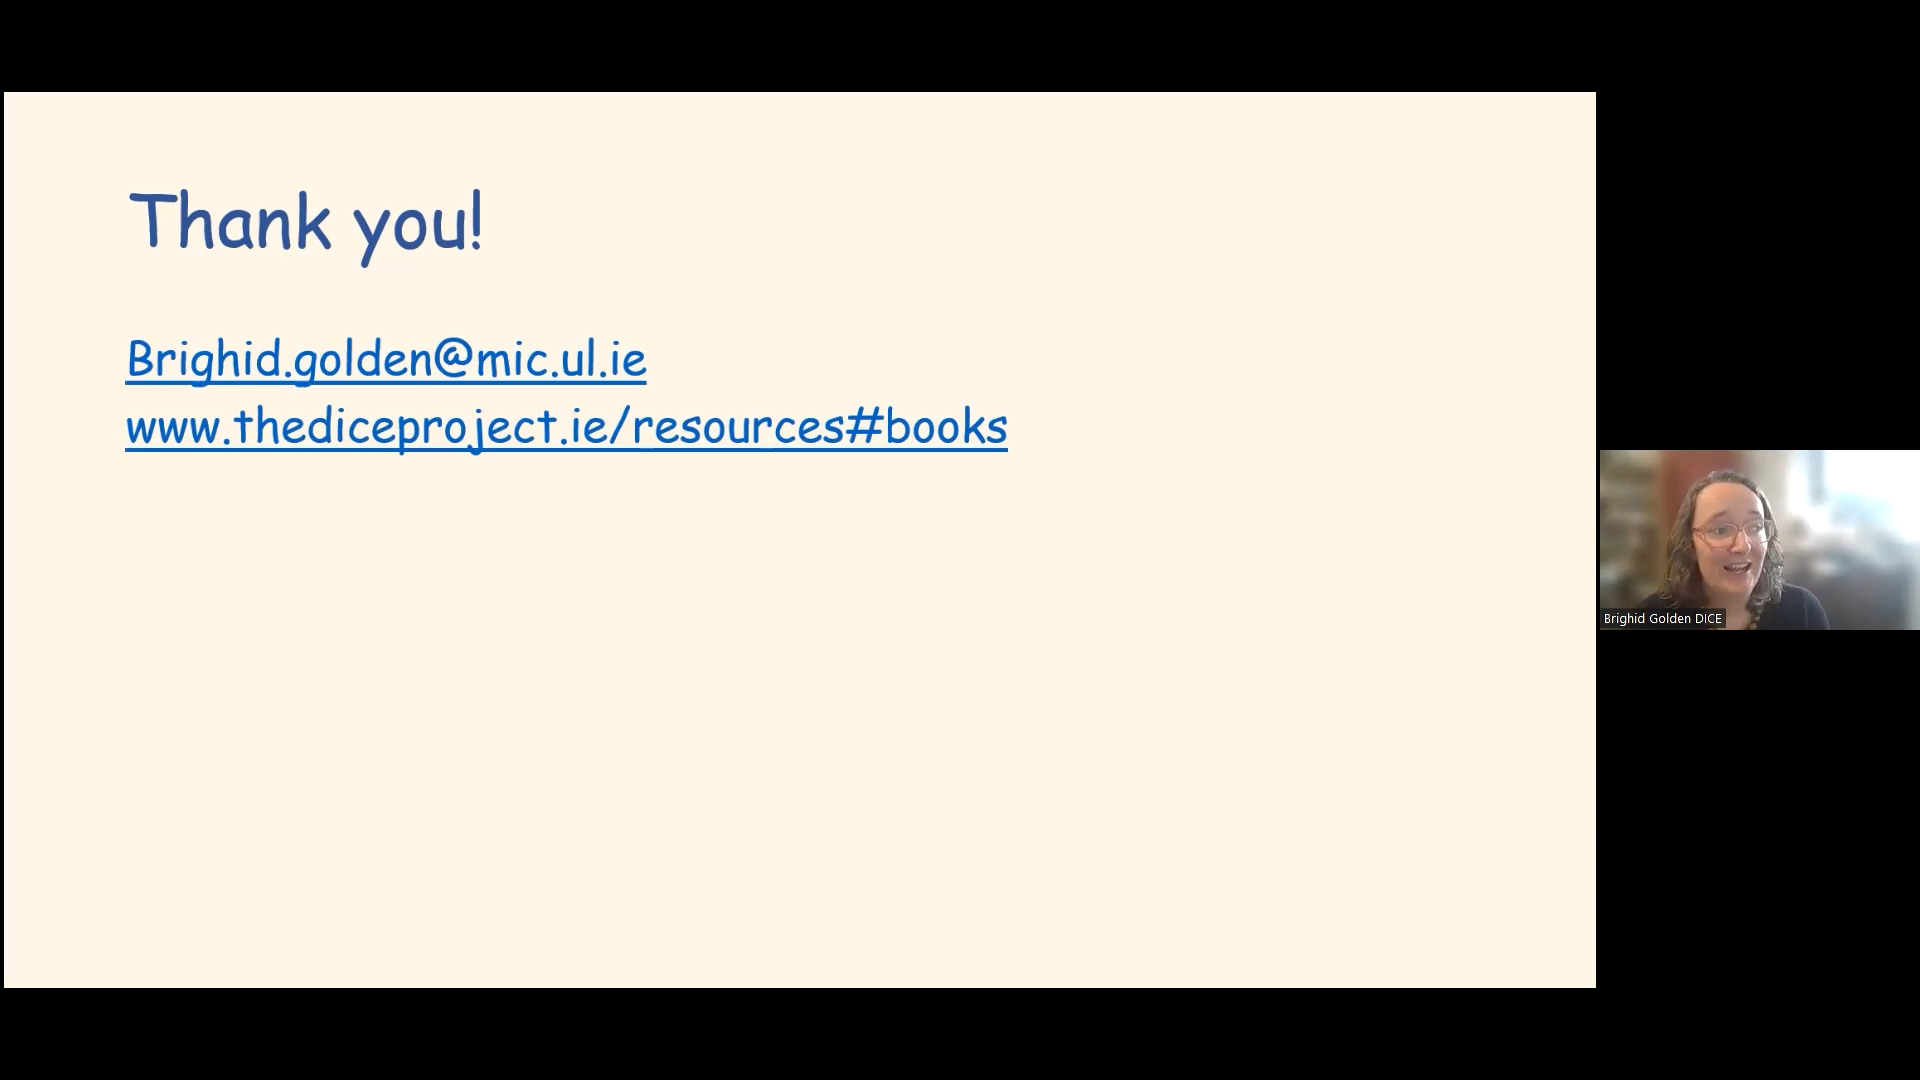 Thank you!
Brighid.golden@mic.ul.ie
www.thediceproject.ie/resources#books
Brighid Golden DICE